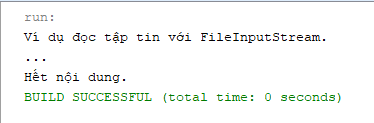 run:
Ví dụ đọc tập tin với FileInputStream.
...
Hết nội dung.
BUILD SUCCESSFUL (total time: 0 seconds)